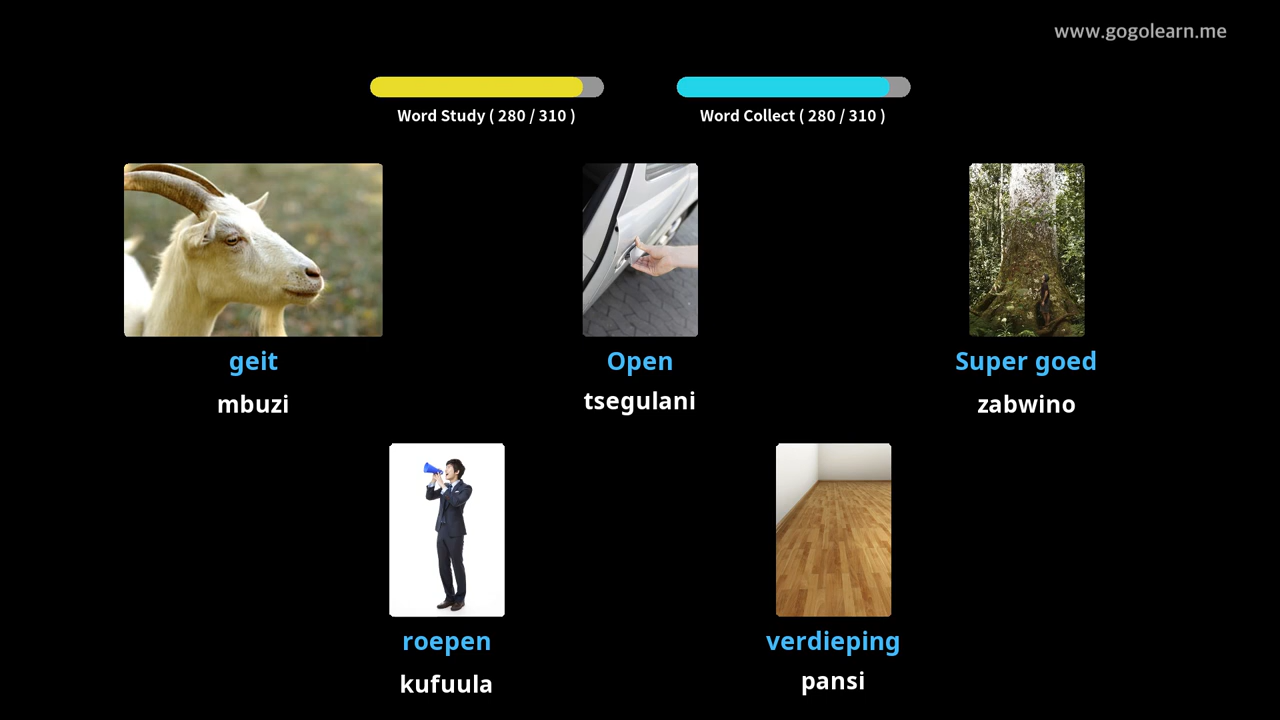 www.gogolearn.me
Word Study ( 280 / 310 )
Word Collect ( 280 / 310 )
geit
Open
Super goed
mbuzi
tsegulani
zabwino
roepen
verdieping
kufuula
pansi